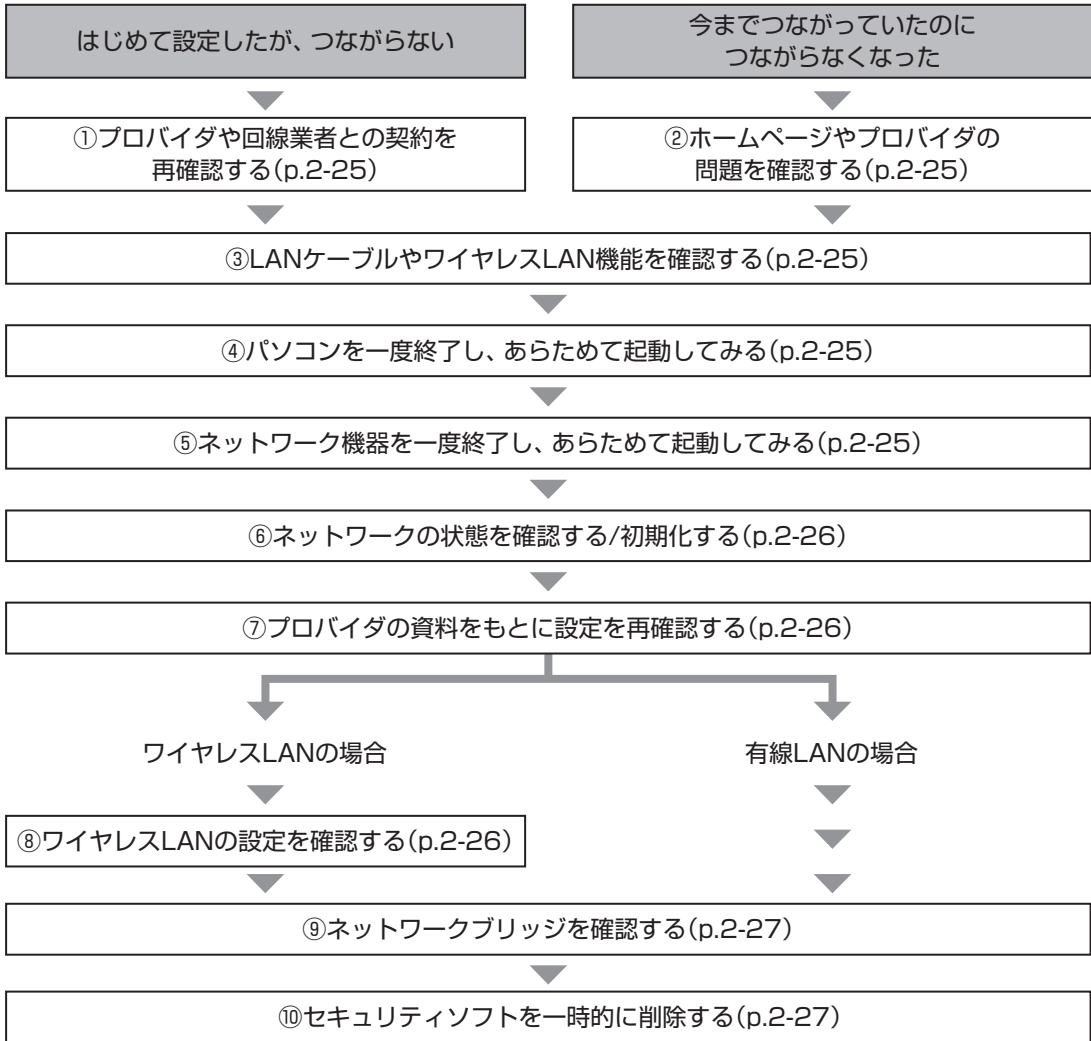 はじめて設定したが、つながらない
今までつながっていたのに
つながらなくなった
①プロバイダや回線業者との契約を
再確認する(p.2-25)
②ホームページやプロバイダの
問題を確認する(p.2-25)
③LANケーブルやワイヤレスLAN機能を確認する(p.2-25)
④パソコンを一度終了し、あらためて起動してみる(p.2-25)
⑤ネットワーク機器を一度終了し、あらためて起動してみる(p.2-25)
⑥ネットワークの状態を確認する/初期化する(p.2-26)
⑦プロバイダの資料をもとに設定を再確認する(p.2-26)
ワイヤレスLANの場合
有線LANの場合
⑧ワイヤレスLANの設定を確認する(p.2-26)
⑨ネットワークブリッジを確認する(p.2-27)
⑩セキュリティソフトを一時的に削除する(p.2-27)